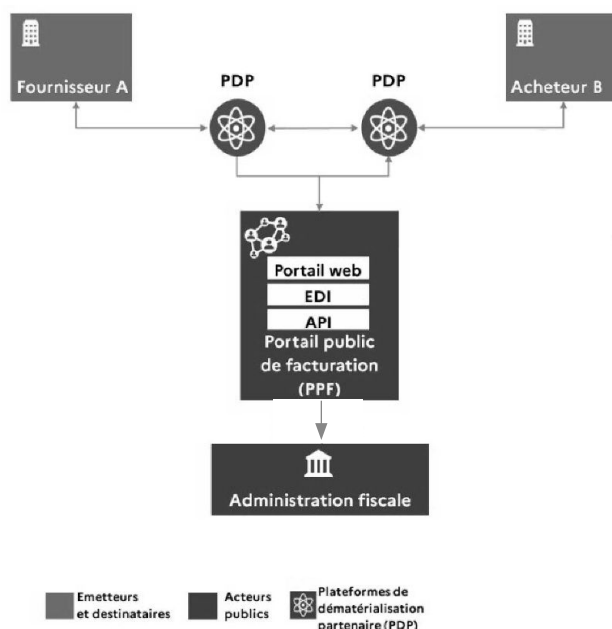 Fournisseur A
Acheteur B
PDP
PDP
Portail web
EDI
API
Portail public
de facturation
(PPF)
Administration fiscale
Emetteurs
et destinataires
Acteurs
publics
Plateformes de
dématérialisation
partenaire (PDP)